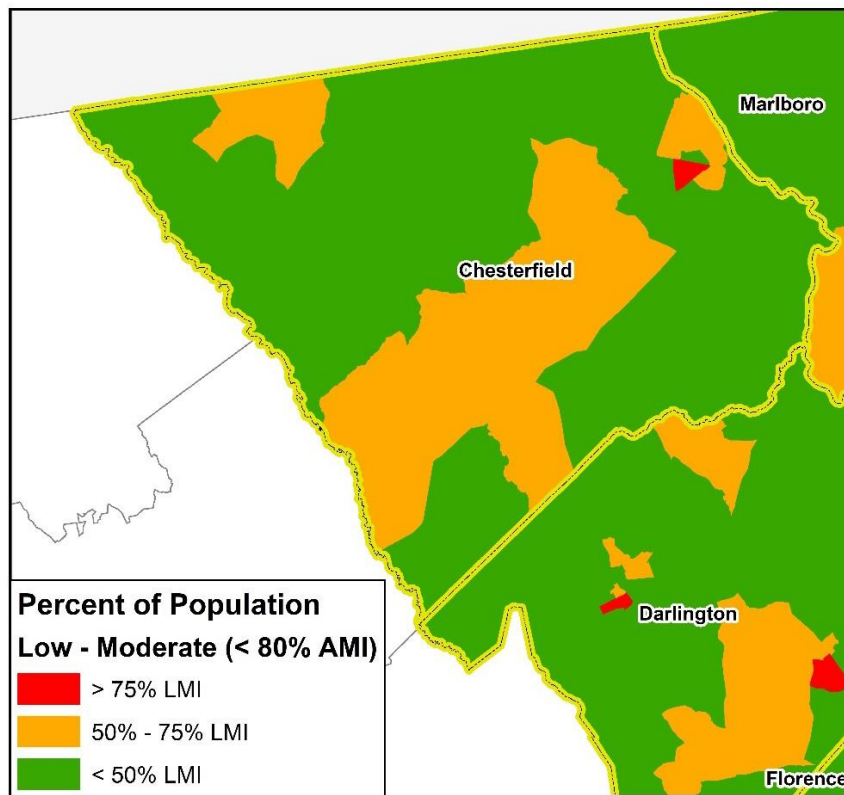 Marlboro
Chesterfield
Darlington
Florence
Percent of Population
Low - Moderate (< 80% AMI)
> 75% LMI
50% - 75% LMI
< 50% LMI